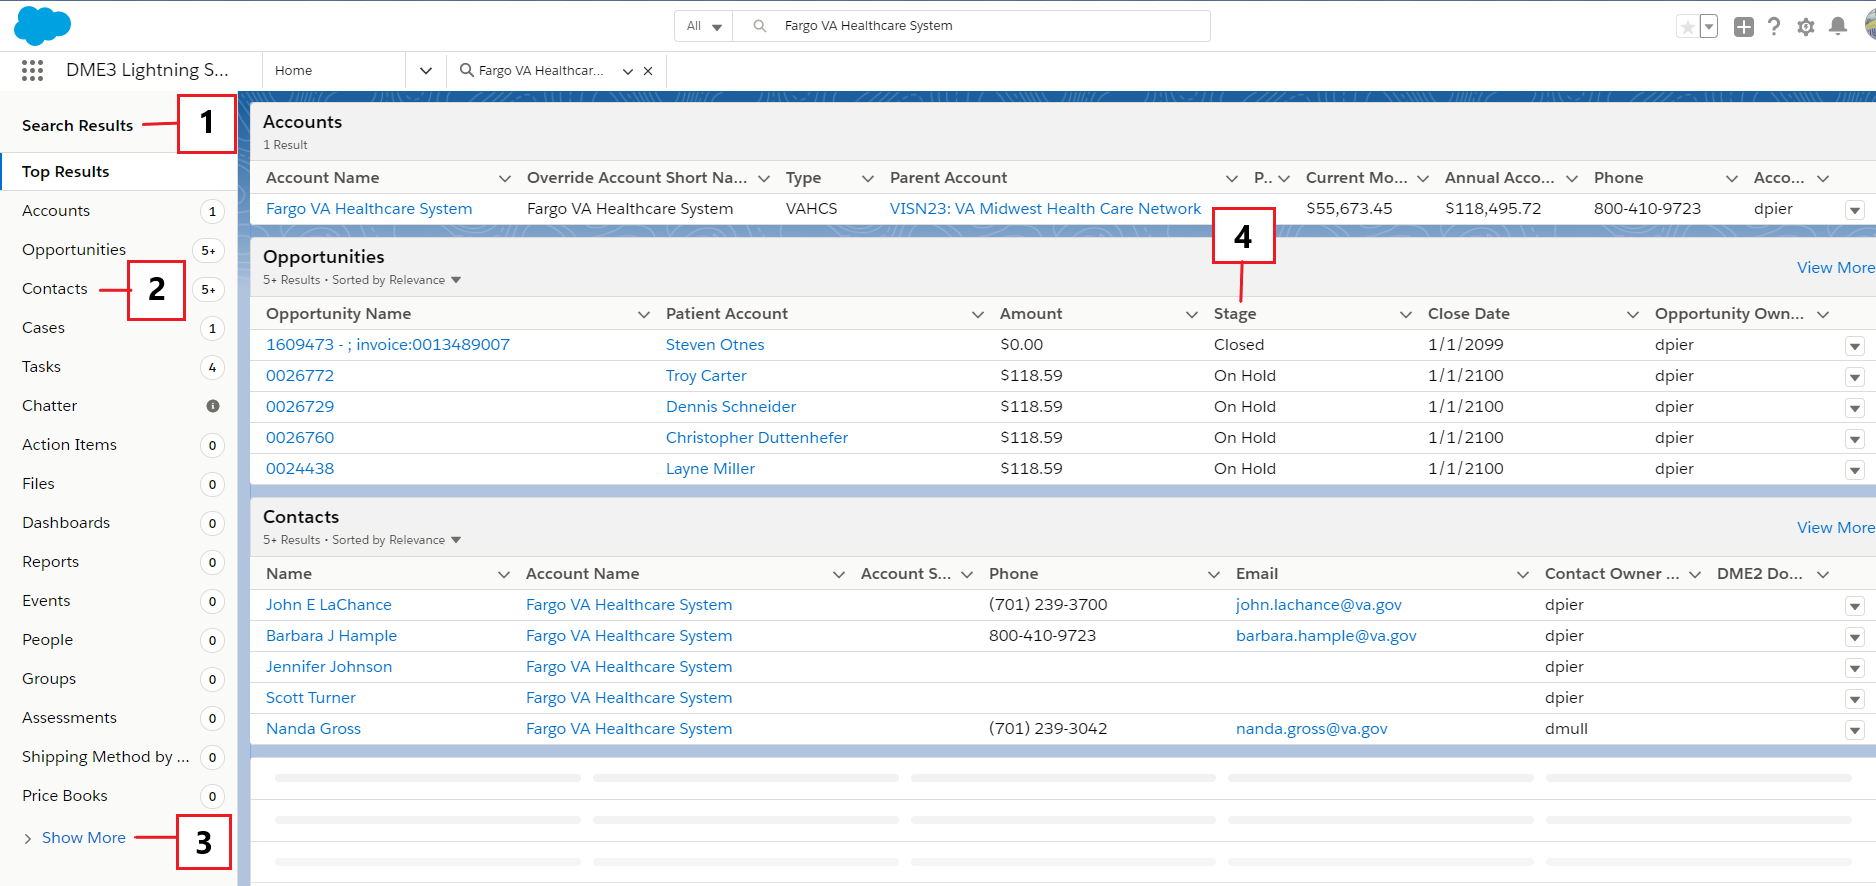 All Fargo VA Healthcare System
DME3 Lightning S... Home Fargo VA Healthcar...
Search Results 1
Top Results
Accounts 1
Opportunities 5+
Contacts 2 5+
Cases 1
Tasks 4
Chatter
Action Items 0
Files 0
Dashboards 0
Reports 0
Events 0
People 0
Groups 0
Assessments 0
Shipping Method by ... 0
Price Books 0
Show More 3
Accounts
1 Result
Account Name Override Account Short Na... Type Parent Account P.. Current Mo... Annual Acco... Phone Acco...
Fargo VA Healthcare System Fargo VA Healthcare System VAHCS VISN23: VA Midwest Health Care Network $55,673.45 $118,495.72 800-410-9723 dpier
4
Opportunities
5+ Results • Sorted by Relevance
View More
Opportunity Name Patient Account Amount Stage Close Date Opportunity Own...
1609473 - ; invoice:0013489007 Steven Otnes $0.00 Closed 1/1/2099 dpier
0026772 Troy Carter $118.59 On Hold 1/1/2100 dpier
0026729 Dennis Schneider $118.59 On Hold 1/1/2100 dpier
0026760 Christopher Duttenhefer $118.59 On Hold 1/1/2100 dpier
0024438 Layne Miller $118.59 On Hold 1/1/2100 dpier
Contacts
5+ Results • Sorted by Relevance
View More
Name Account Name Account S... Phone Email Contact Owner ... DME2 Do...
John E LaChance Fargo VA Healthcare System (701) 239-3700 john.lachance@va.gov dpier
Barbara J Hample Fargo VA Healthcare System 800-410-9723 barbara.hample@va.gov dpier
Jennifer Johnson Fargo VA Healthcare System dpier
Scott Turner Fargo VA Healthcare System dpier
Nanda Gross Fargo VA Healthcare System (701) 239-3042 nanda.gross@va.gov dmull